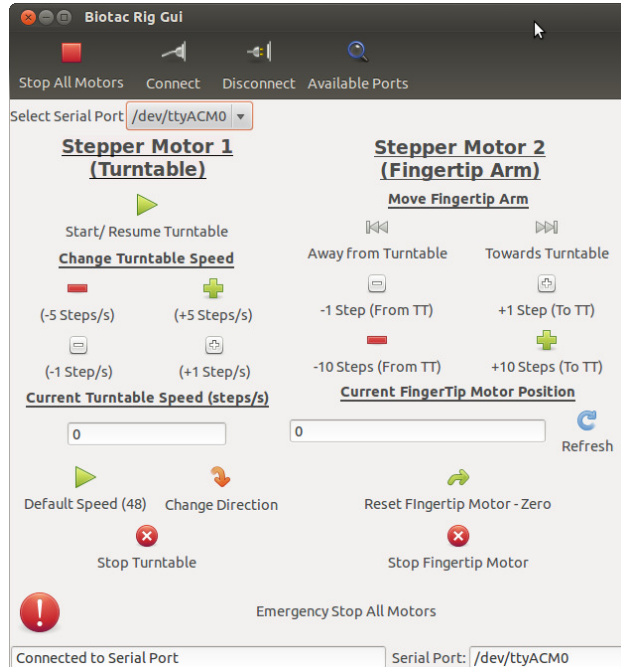 Biotac Rig Gui
Stop All Motors Connect Disconnect Available Ports
Select Serial Port /dev/ttyACM0
Stepper Motor 1
(Turntable)
Start/ Resume Turntable
Change Turntable Speed
(-5 Steps/s) (+5 Steps/s)
(-1 Step/s) (+1 Step/s)
Current Turntable Speed (steps/s)
0
Default Speed (48) Change Direction
Stop Turntable
Stepper Motor 2
(Fingertip Arm)
Move Fingertip Arm
Away from Turntable Towards Turntable
-1 Step (From TT) +1 Step (To TT)
-10 Steps (From TT) +10 Steps (To TT)
Current FingerTip Motor Position
0
Refresh
Reset FIngertip Motor - Zero
Stop Fingertip Motor
Emergency Stop All Motors
Connected to Serial Port Serial Port: /dev/ttyACM0